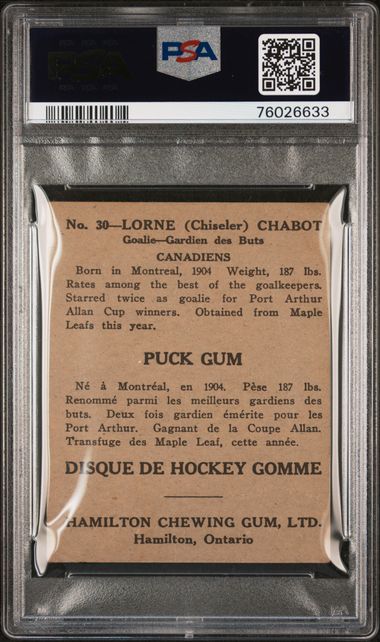 PSA
PSA
76026633
No. 30—LORNE (Chiseler) CHABOT
Goalie—Gardien des Buts
CANADIENS
Born in Montreal, 1904 Weight, 187 lbs.
Rates among the best of the goalkeepers.
Starred twice as goalie for Port Arthur
Allan Cup winners. Obtained from Maple
Leafs this year.
PUCK GUM
Né à Montréal, en 1904. Pèse 187 lbs.
Renommé parmi les meilleurs gardiens des
buts. Deux fois gardien émérite pour les
Port Arthur. Gagnant de la Coupe Allan.
Transfuge des Maple Leaf, cette année.
DISQUE DE HOCKEY GOMME
HAMILTON CHEWING GUM, LTD.
Hamilton, Ontario